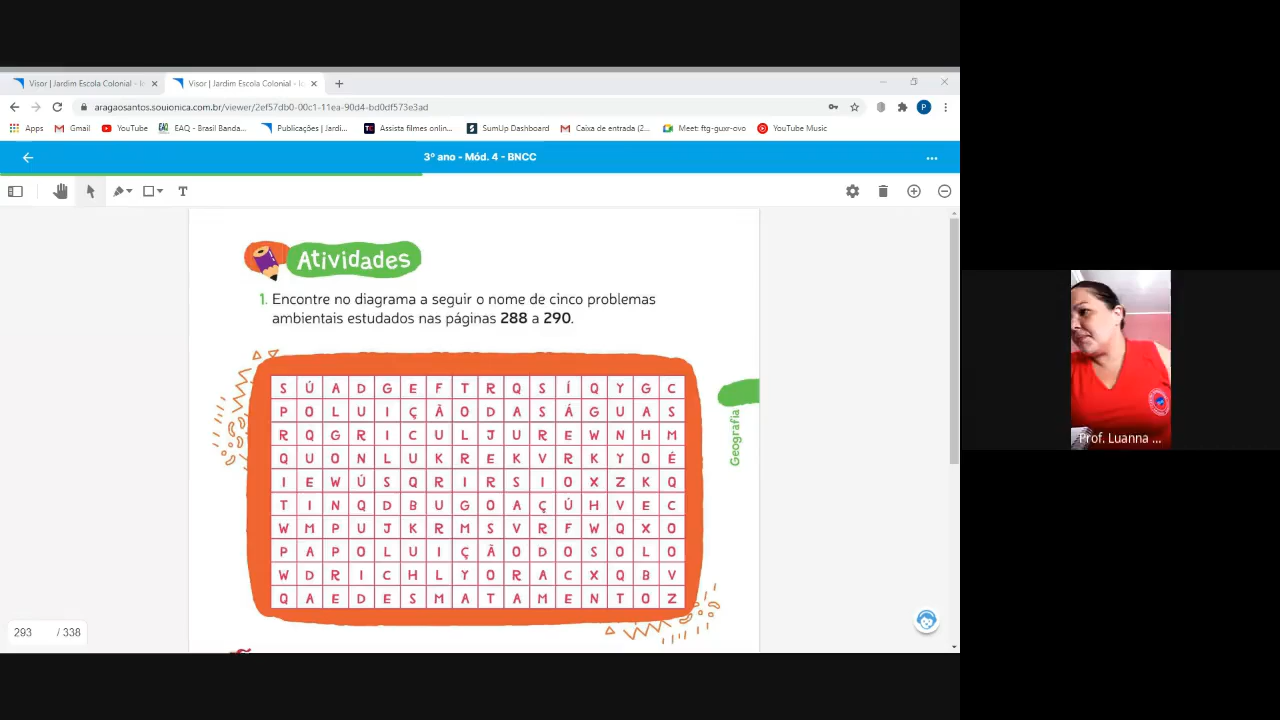 Visor | Jardim Escola Colonial - Ic
Visor | Jardim Escola Colonial - Ic
aragaosantos.souionica.com.br/viewer/2ef57db0-00c1-11ea-90d4-bd0df573e3ad
P
Apps Gmail YouTube EAQ - Brasil Banda... Publicações | Jardi... Assista filmes onlin... SumUp Dashboard Caixa de entrada (2... Meet: ftg-guxr-ovo YouTube Music
3º ano - Mód. 4 - BNCC
T
Atividades
1. Encontre no diagrama a seguir o nome de cinco problemas
ambientais estudados nas páginas 288 a 290.
S Ú A D G E F T R Q S Í Q Y G C
P O L U I Ç Ã O D A S Á G U A S
R Q G R I C U L J U R E W N H M
Q U O N L U K R E K V R K Y O É
I E W Ú S Q R I R S I O X Z K Q
T I N Q D B U G O A Ç Ú H V E C
W M P U J K R M S V R F W Q X O
P A P O L U I Ç Ã O D O S O L O
W D R I C H L Y O R A C X Q B V
Q A E D E S M A T A M E N T O Z
Geografia
293 / 338
Prof. Luanna ...